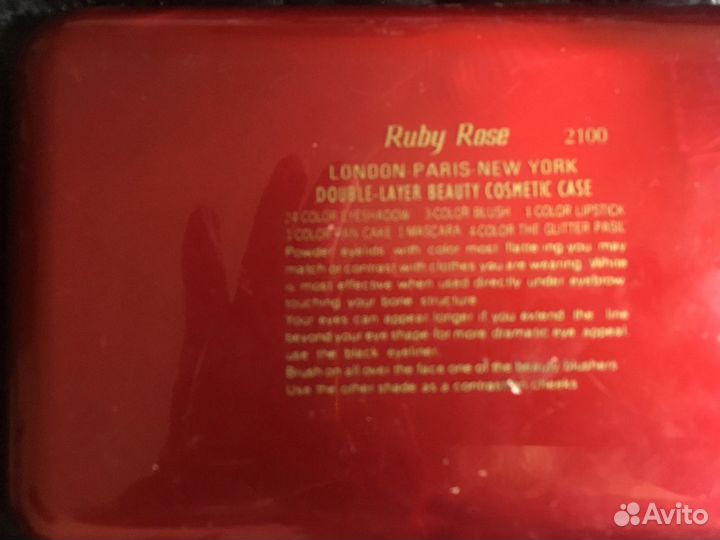 Ruby Rose 2100
LONDON-PARIS-NEW YORK
DOUBLE-LAYER BEAUTY COSMETIC CASE
24 COLOR EYESHADOW 3 COLOR BLUSH 8 COLOR LIPSTICK
1 COLOR PAN CAKE 1 MASCARA 4 COLOR THE GLITTER PASIL
Powder eyelids with color most flame ing you may
match or contrast with clothes you are wearing. White
is most effective when used directly under eyebrow
touching your bone structure.
Your eyes can appear longer if you extend the line
beyond your eye shape for more dramatic eye appeal.
use the black eyeliner.
Brush on all over the face one of the beauty blushers
Use the other shade as a contrast on cheeks
Avito